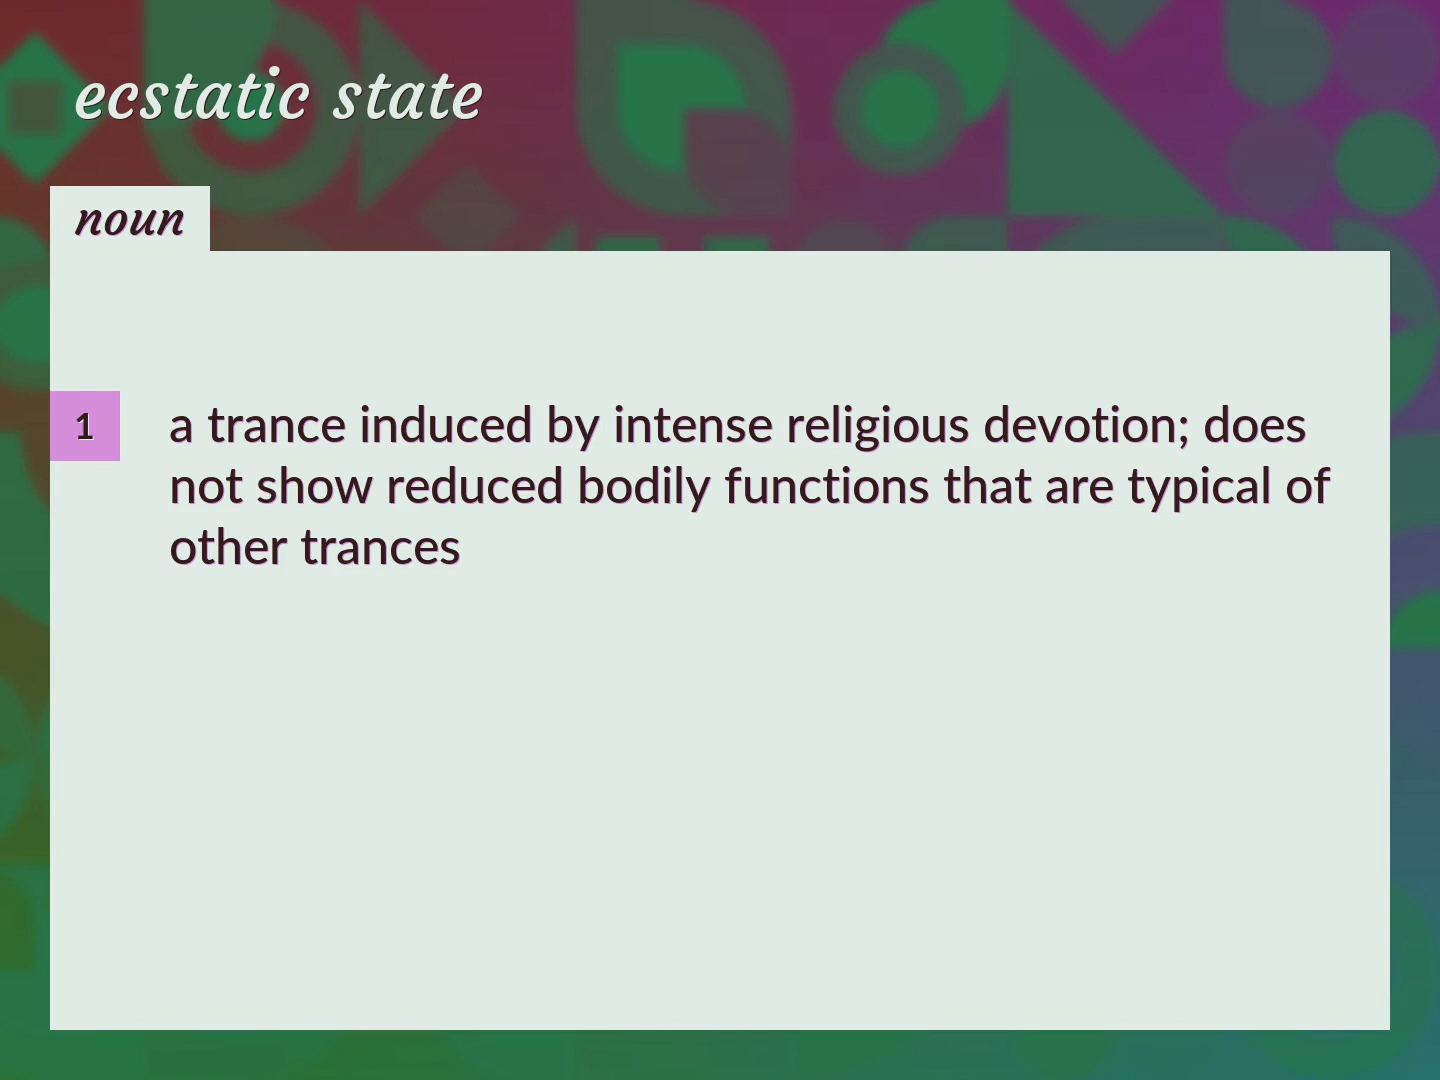 ecstatic state
noun
1
a trance induced by intense religious devotion; does
not show reduced bodily functions that are typical of
other trances